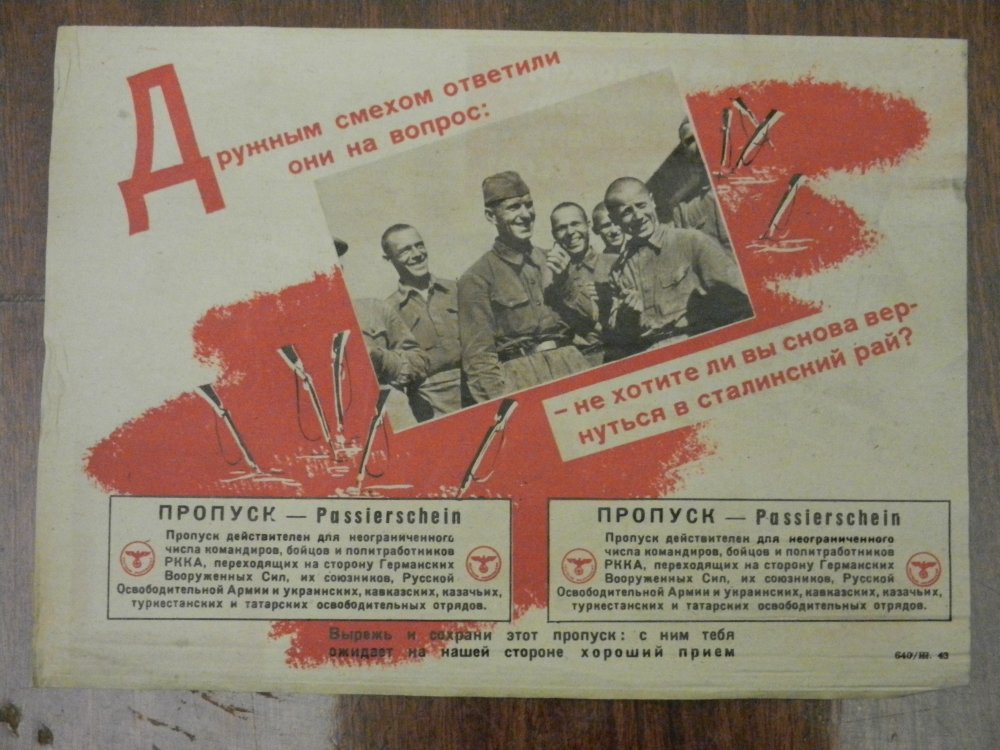 Дружным смехом ответили
они на вопрос:
– не хотите ли вы снова вер-
нуться в сталинский рай?
ПРОПУСК — Passierschein
Пропуск действителен для неограниченного
числа командиров, бойцов и политработников
РККА, переходящих на сторону Германских
Вооруженных Сил, их союзников, Русской
Освободительной Армии и украинских, кавказских, казачьих,
туркестанских и татарских освободительных отрядов.
ПРОПУСК — Passierschein
Пропуск действителен для неограниченного
числа командиров, бойцов и политработников
РККА, переходящих на сторону Германских
Вооруженных Сил, их союзников, Русской
Освободительной Армии и украинских, кавказских, казачьих,
туркестанских и татарских освободительных отрядов.
Вырежь и сохрани этот пропуск: с ним тебя
ожидает на нашей стороне хороший прием
640/III. 43